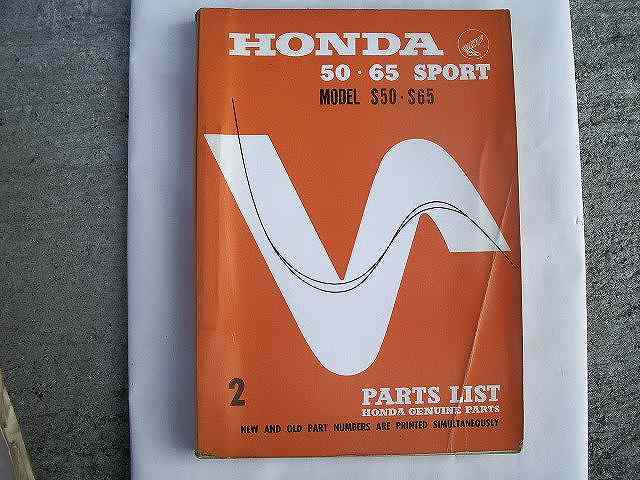 HONDA
50・65 SPORT
MODEL S50・S65
2
PARTS LIST
HONDA GENUINE PARTS
NEW AND OLD PART NUMBERS ARE PRINTED SIMULTANEOUSLY